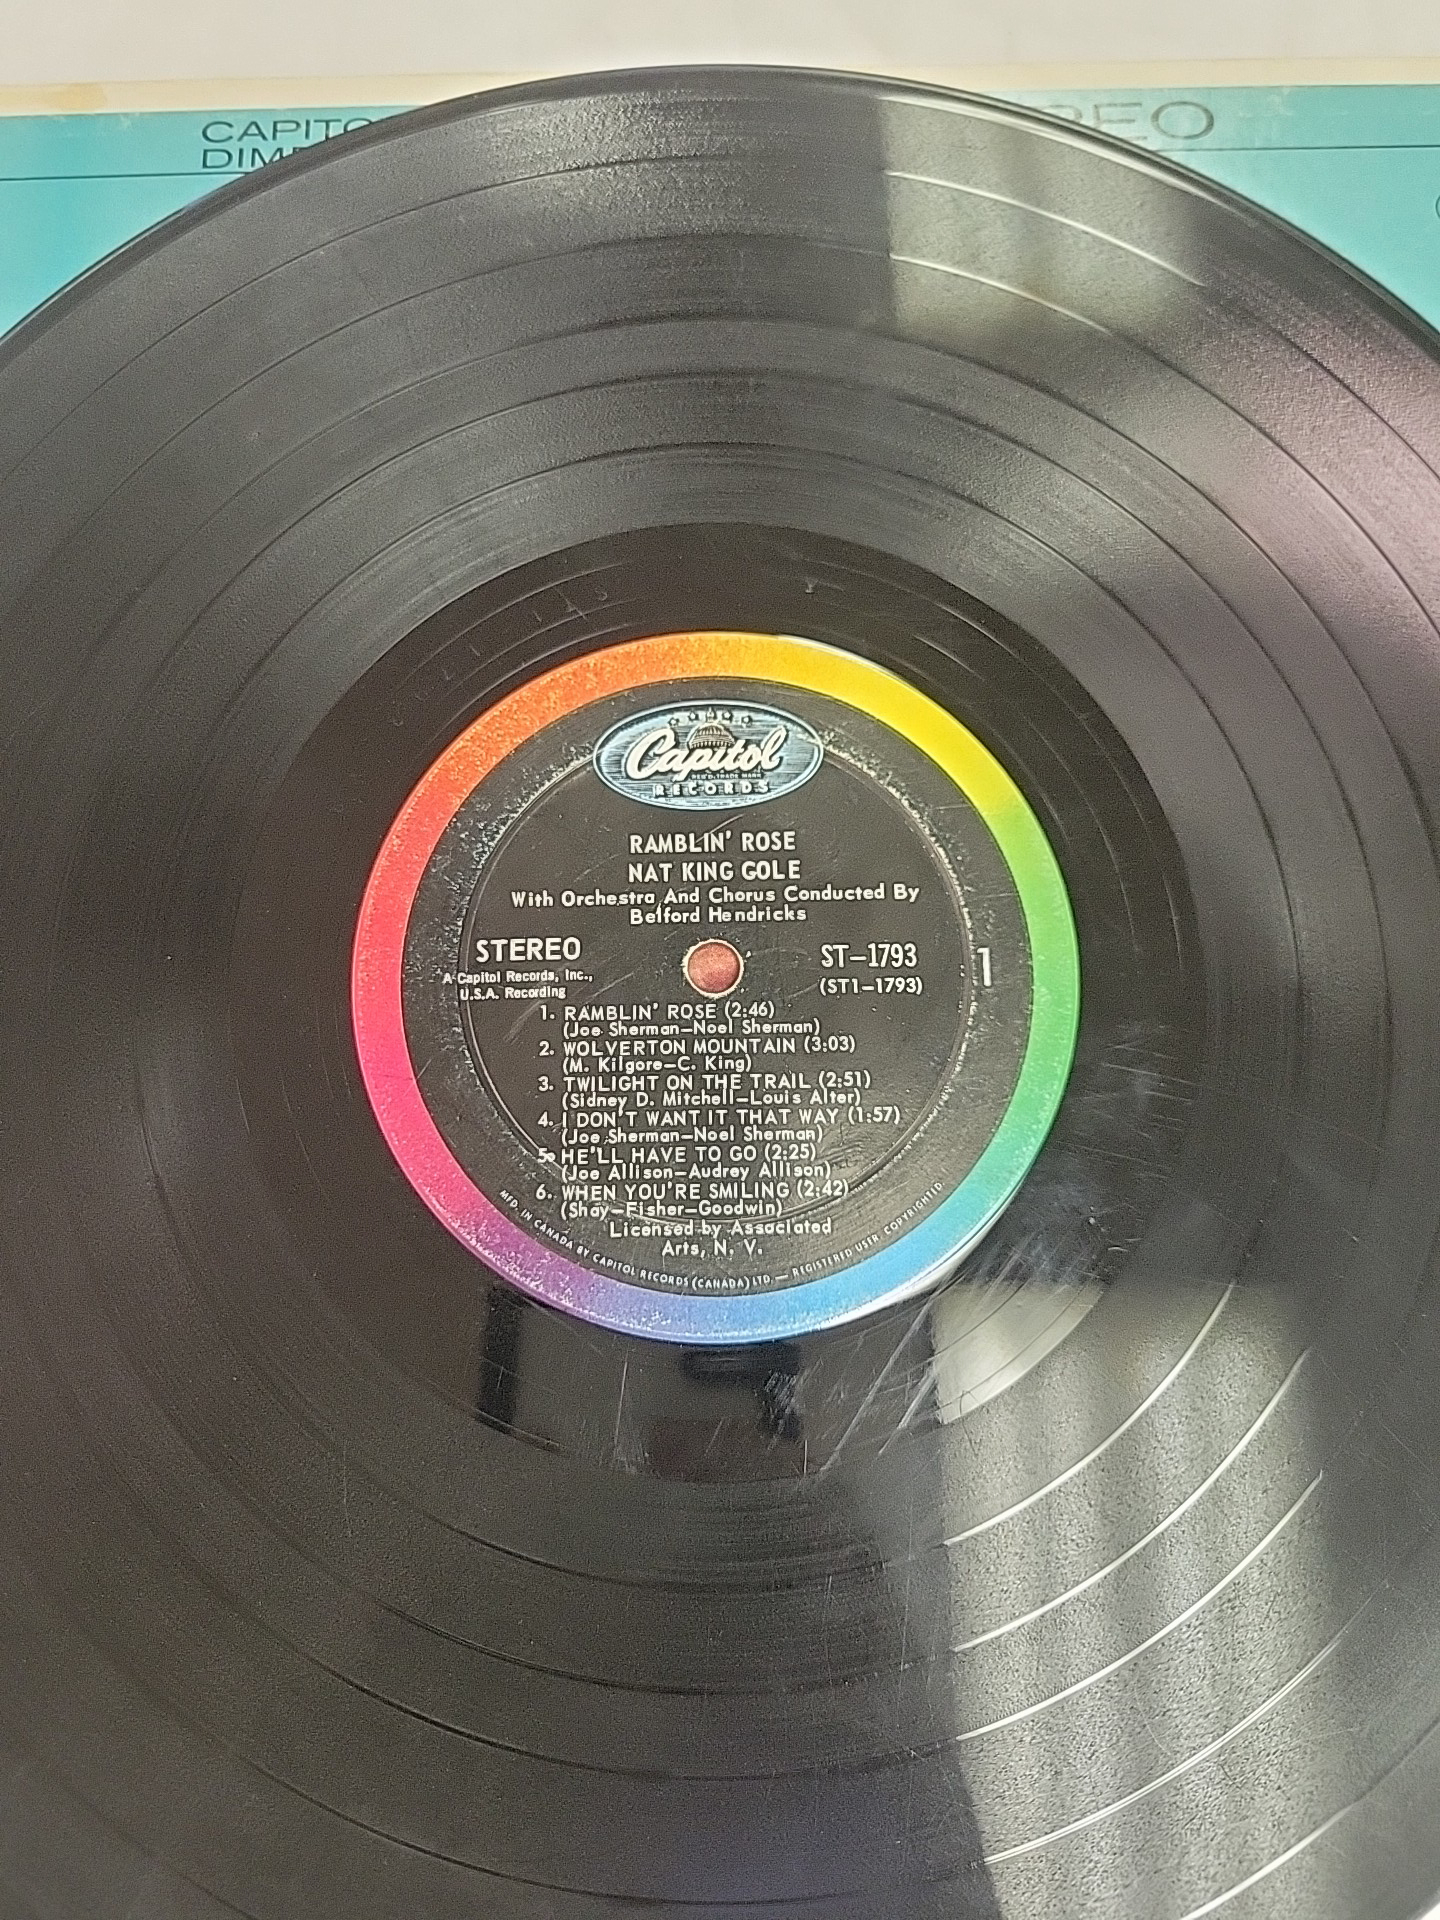 CAPITO
DIME
REO
Capitol
REG'D. TRADE MARK
RECORDS
RAMBLIN' ROSE
NAT KING COLE
With Orchestra And Chorus Conducted By
Belford Hendricks
STEREO
ST-1793
1
A Capitol Records, Inc.,
U.S.A. Recording
(ST1-1793)
1. RAMBLIN' ROSE (2:46)
(Joe Sherman-Noel Sherman)
2. WOLVERTON MOUNTAIN (3:03)
(M. Kilgore-C. King)
3. TWILIGHT ON THE TRAIL (2:51)
(Sidney D. Mitchell-Louis Alter)
4. I DON'T WANT IT THAT WAY (1:57)
(Joe Sherman-Noel Sherman)
5. HE'LL HAVE TO GO (2:25)
(Joe Allison-Audrey Allison)
6. WHEN YOU'RE SMILING (2:42)
(Shay-Fisher-Goodwin)
Licensed by Associated
Arts, N. V.
MFD. IN CANADA BY CAPITOL RECORDS (CANADA) LTD. — REGISTERED USER. COPYRIGHTED.